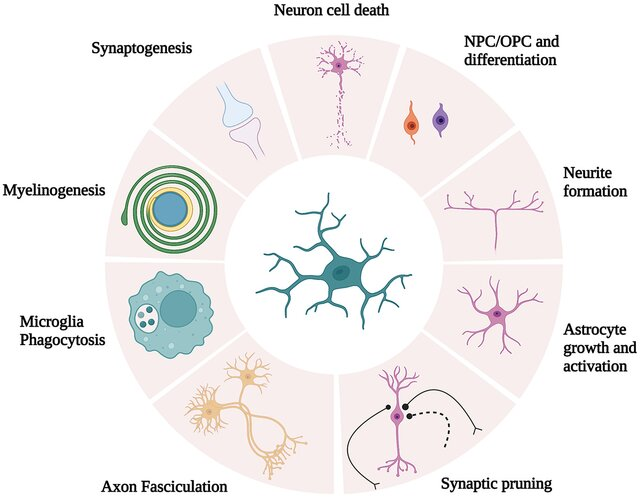 Neuron cell death
NPC/OPC and
differentiation
Synaptogenesis
Neurite
formation
Myelinogenesis
Astrocyte
growth and
activation
Microglia
Phagocytosis
Synaptic pruning
Axon Fasciculation